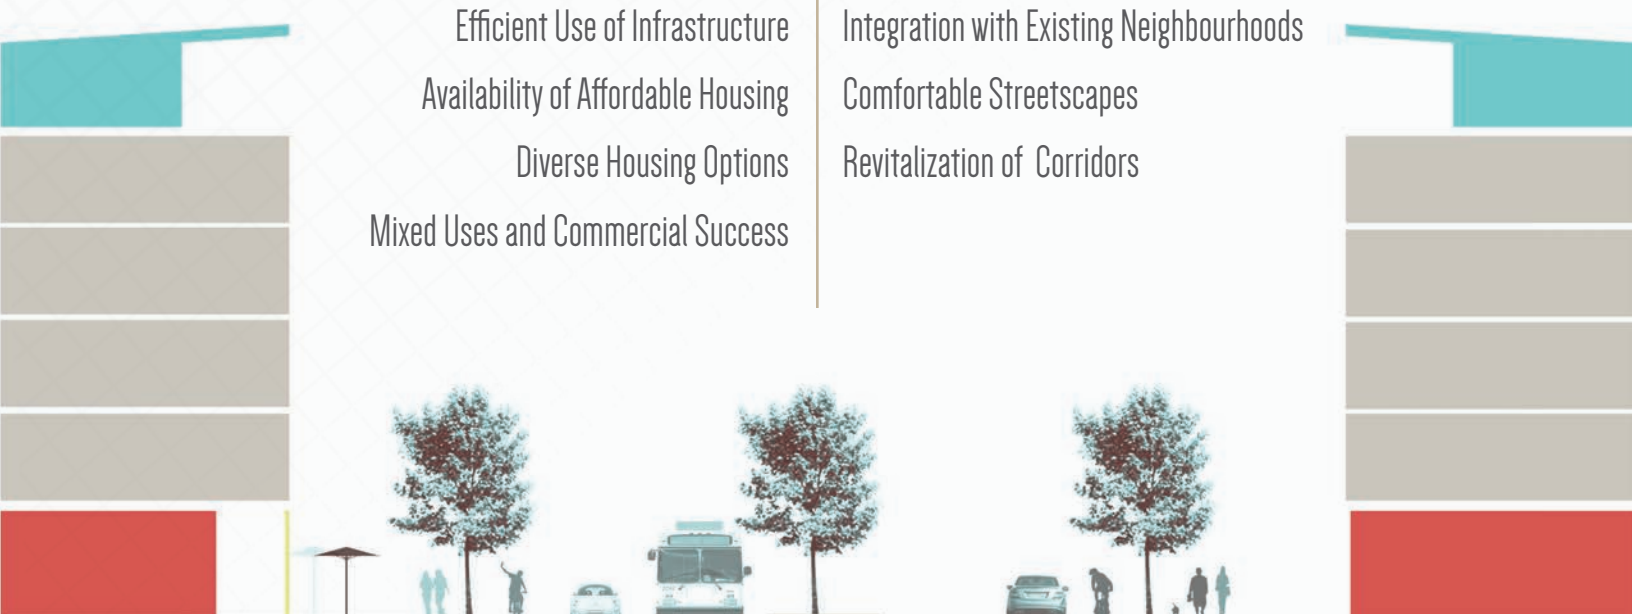 Efficient Use of Infrastructure
Availability of Affordable Housing
Diverse Housing Options
Mixed Uses and Commercial Success
Integration with Existing Neighbourhoods
Comfortable Streetscapes
Revitalization of Corridors